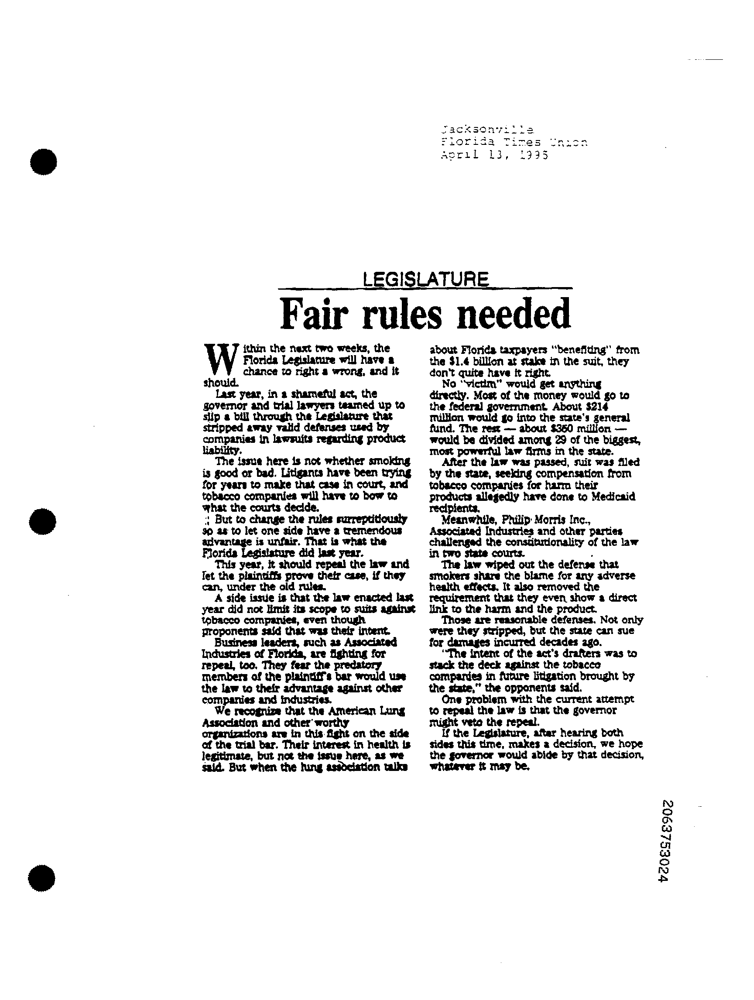 Jacksonville
Florida Times Union
April 13, 1995
LEGISLATURE
Fair rules needed
Within the next two weeks, the
Florida Legislature will have a
chance to right a wrong, and it
should.
Last year, in a shameful act, the
governor and trial lawyers teamed up to
slip a bill through the Legislature that
stripped away valid defenses used by
companies in lawsuits regarding product
liability.
The issue here is not whether smoking
is good or bad. Litigants have been trying
for years to make that case in court, and
tobacco companies will have to bow to
what the courts decide.
But to change the rules surreptitiously
so as to let one side have a tremendous
advantage is unfair. That is what the
Florida Legislature did last year.
This year, it should repeal the law and
let the plaintiffs prove their case, if they
can, under the old rules.
A side issue is that the law enacted last
year did not limit its scope to suits against
tobacco companies, even though
proponents said that was their intent.
Business leaders, such as Associated
Industries of Florida, are fighting for
repeal, too. They fear the predatory
members of the plaintiff's bar would use
the law to their advantage against other
companies and industries.
We recognize that the American Lung
Association and other worthy
organizations are in this fight on the side
of the trial bar. Their interest in health is
legitimate, but not the issue here, as we
said. But when the lung association talks
about Florida taxpayers "benefiting" from
the $1.4 billion at stake in the suit, they
don't quite have it right.
No "victim" would get anything
directly. Most of the money would go to
the federal government. About $214
million would go into the state's general
fund. The rest — about $360 million —
would be divided among 29 of the biggest,
most powerful law firms in the state.
After the law was passed, suit was filed
by the state, seeking compensation from
tobacco companies for harm their
products allegedly have done to Medicaid
recipients.
Meanwhile, Philip Morris Inc.,
Associated Industries and other parties
challenged the constitutionality of the law
in two state courts.
The law wiped out the defense that
smokers share the blame for any adverse
health effects. It also removed the
requirement that they even show a direct
link to the harm and the product.
Those are reasonable defenses. Not only
were they stripped, but the state can sue
for damages incurred decades ago.
"The intent of the act's drafters was to
stack the deck against the tobacco
companies in future litigation brought by
the state," the opponents said.
One problem with the current attempt
to repeal the law is that the governor
might veto the repeal.
If the Legislature, after hearing both
sides this time, makes a decision, we hope
the governor would abide by that decision,
whatever it may be.
2063753024